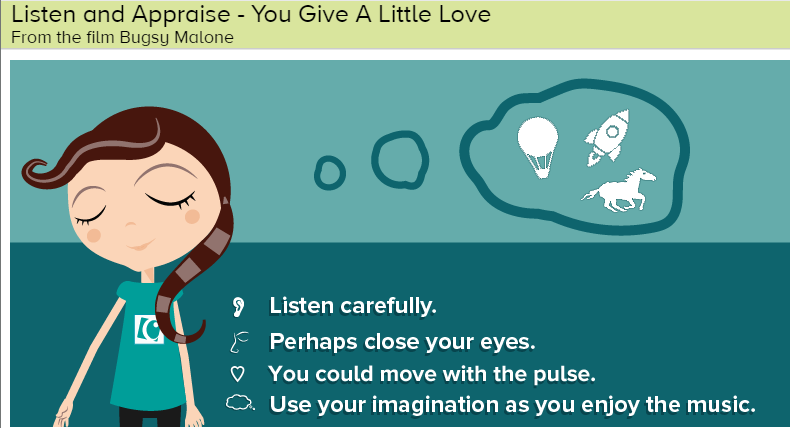 Listen and Appraise - You Give A Little Love
From the film Bugsy Malone
Listen carefully.
Perhaps close your eyes.
You could move with the pulse.
Use your imagination as you enjoy the music.